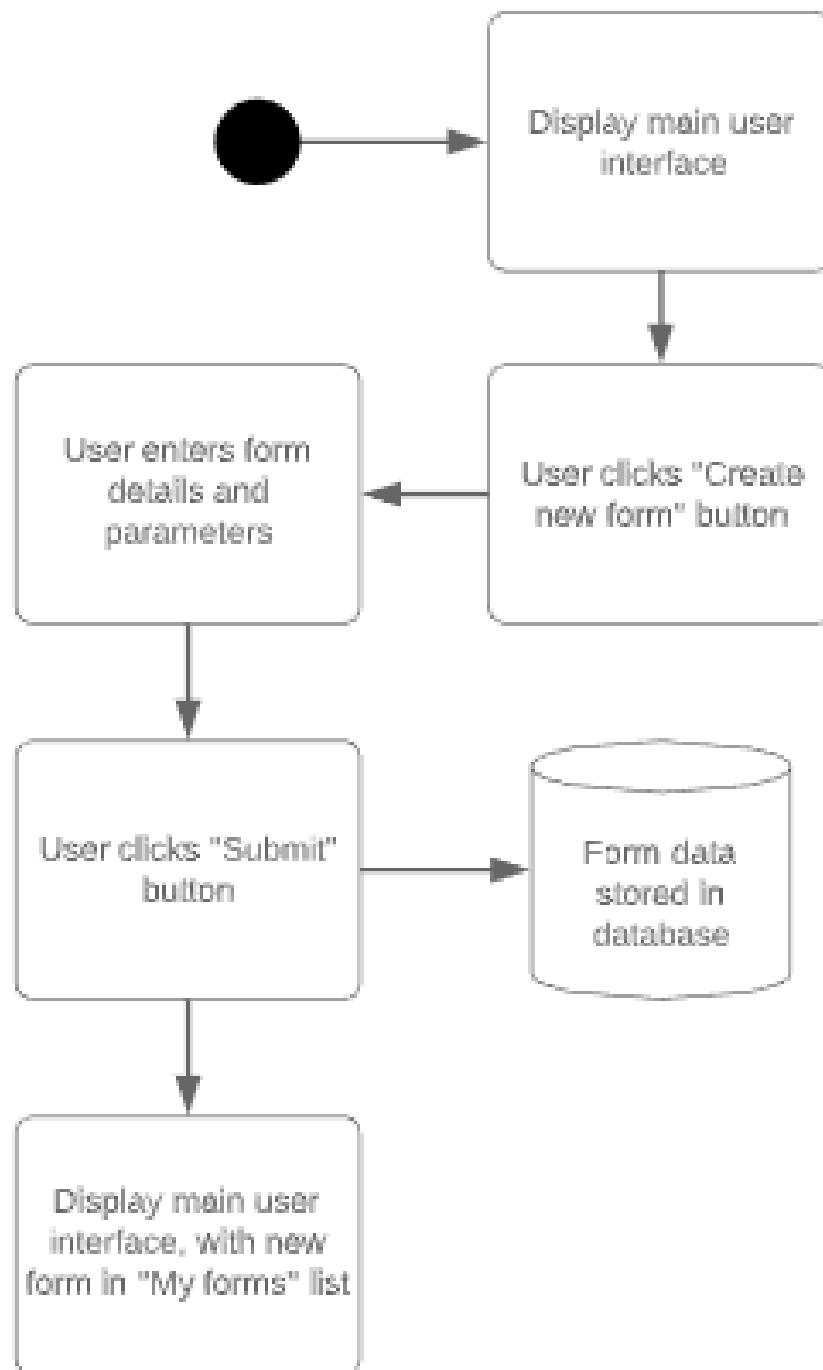 Display main user
interface
User clicks "Create
new form" button
User enters form
details and
parameters
User clicks "Submit"
button
Form data
stored in
database
Display main user
interface, with new
form in "My forms" list